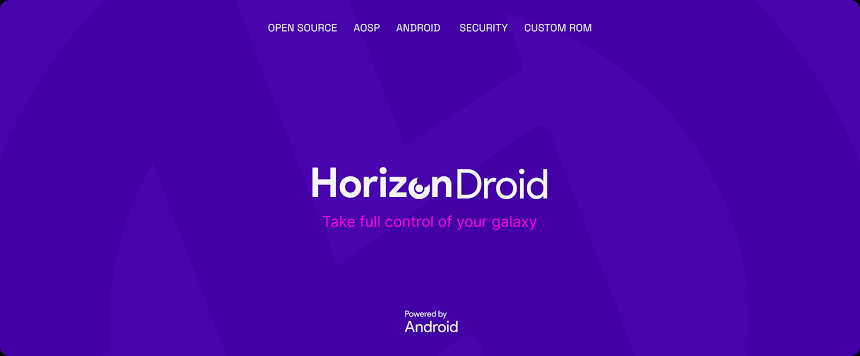 OPEN SOURCE AOSP ANDROID SECURITY CUSTOM ROM
HorizonDroid
Take full control of your galaxy
Powered by
Android